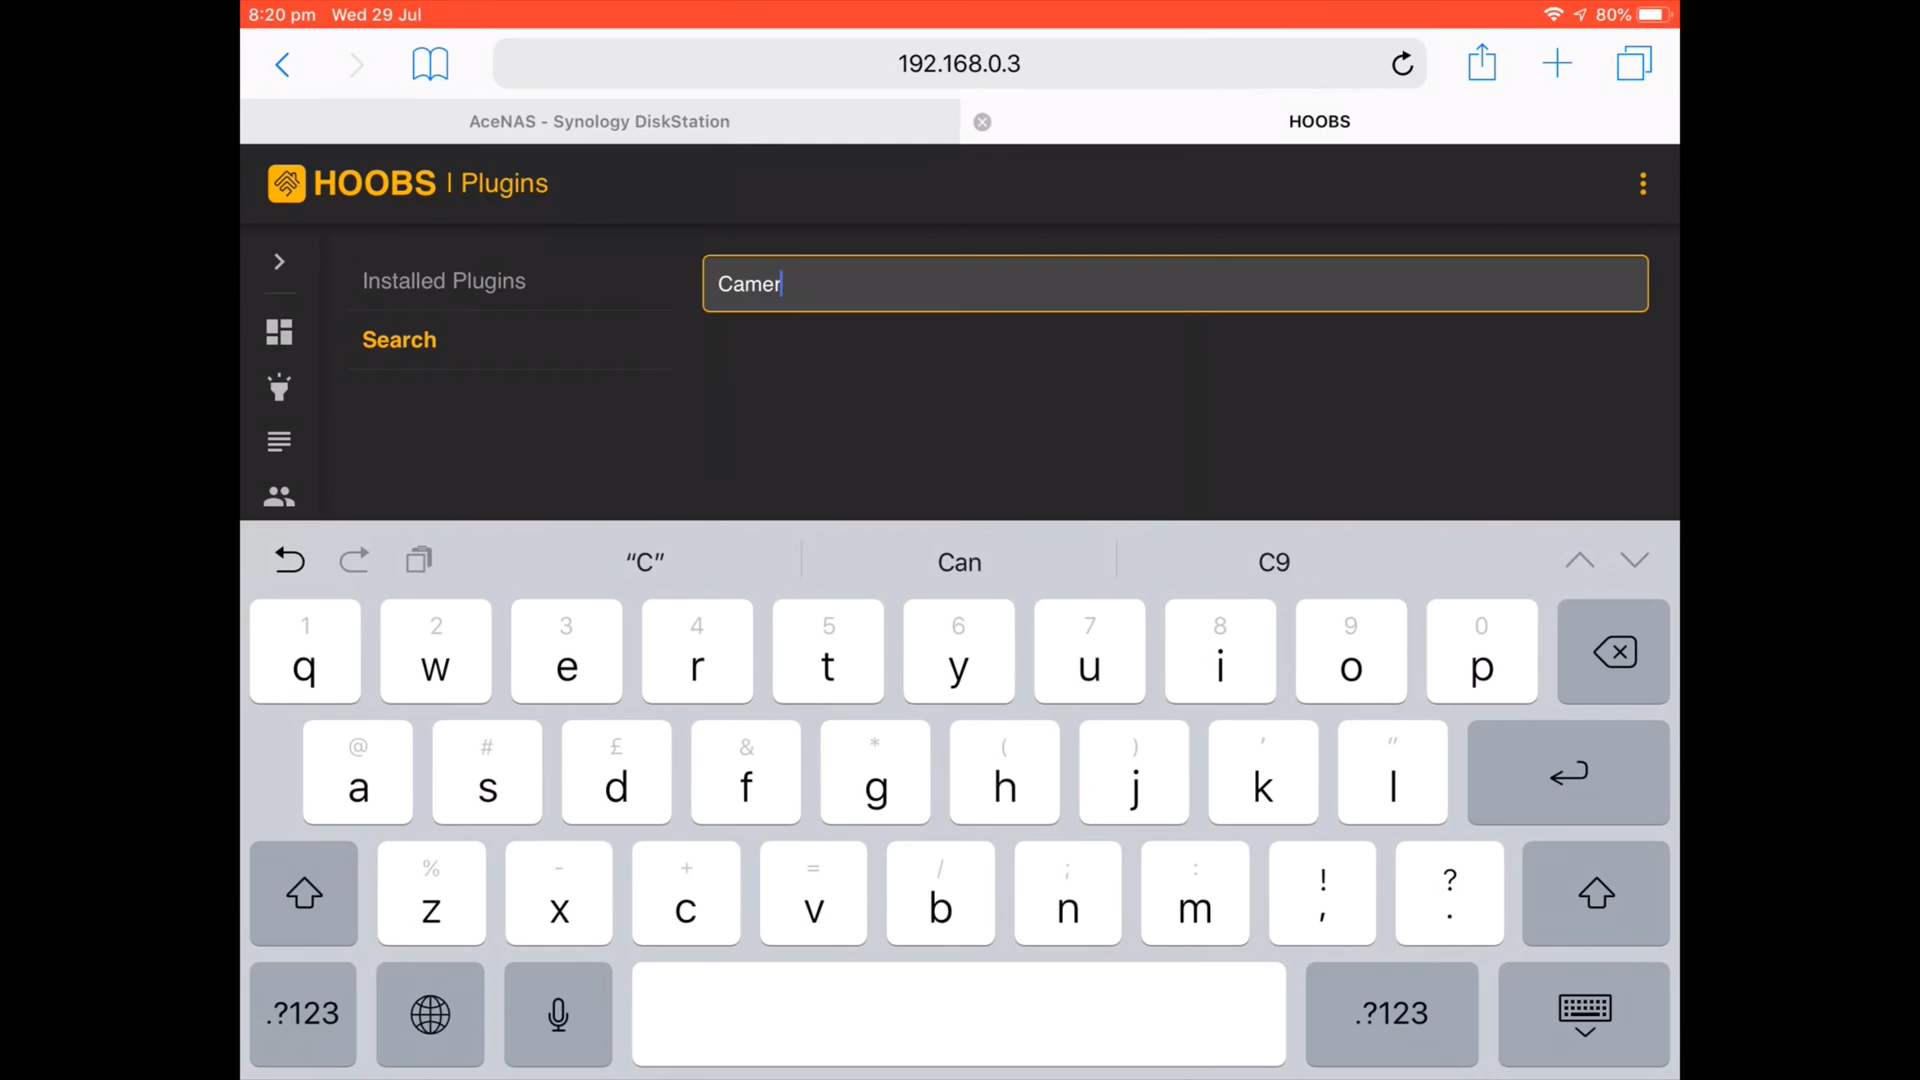 8:20 pm Wed 29 Jul 80%
192.168.0.3
AceNAS - Synology DiskStation HOOBS
HOOBS | Plugins
Installed Plugins
Camer
Search
“C” Can C9
1 2 3 4 5 6 7 8 9 0
q w e r t y u i o p
@ # £ & * ( ) ' "
a s d f g h j k l
% - + = / ; : ! ?
z x c v b n m , .
.?123 .?123